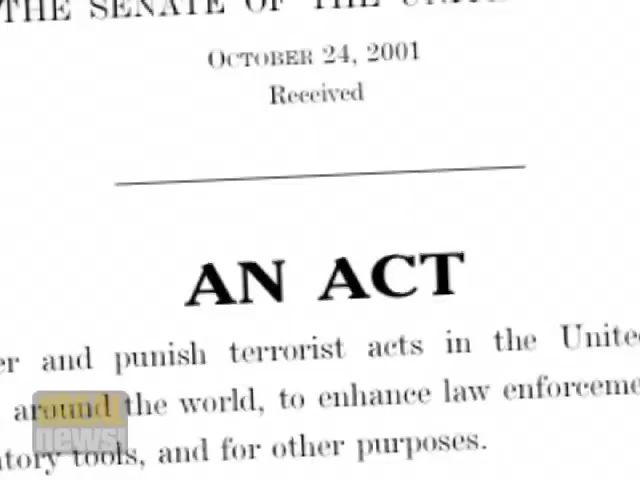 THE SENATE OF THE UNITE
OCTOBER 24, 2001
Received
AN ACT
er and punish terrorist acts in the Unite
around the world, to enhance law enforceme
atory tools, and for other purposes.
news